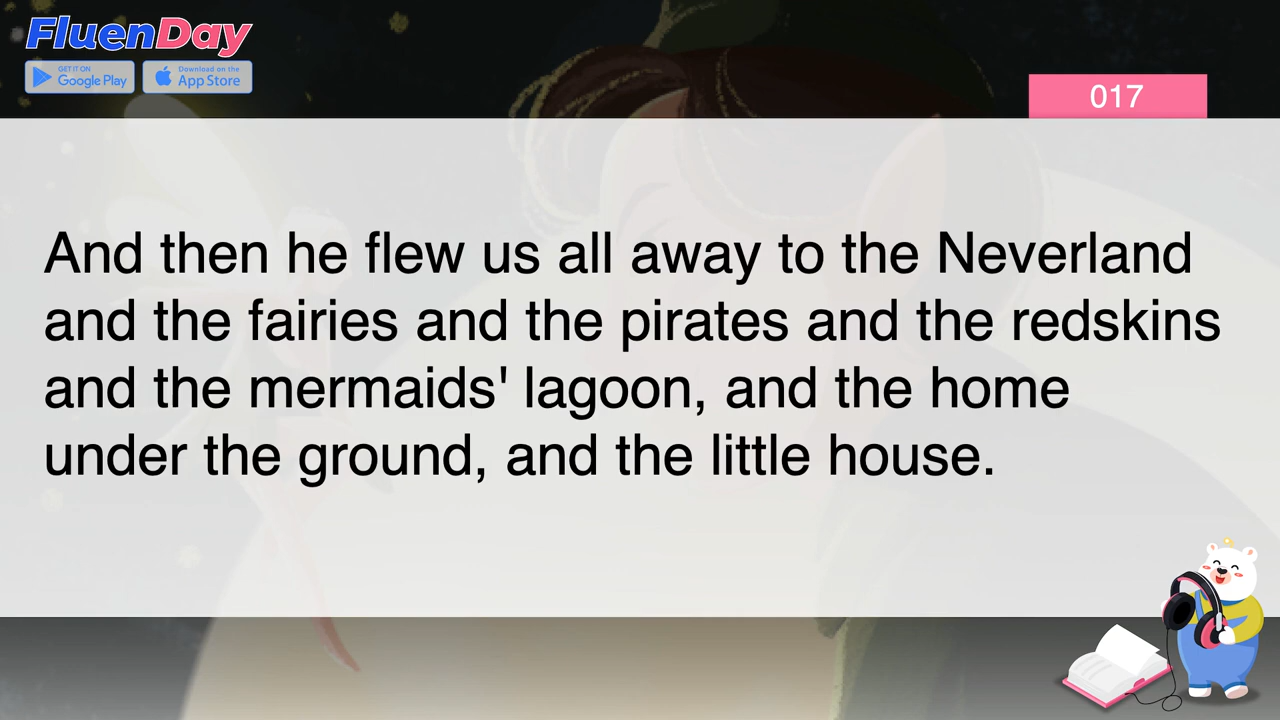 FluenDay
GET IT ON
Google Play
Download on the
App Store
017
And then he flew us all away to the Neverland
and the fairies and the pirates and the redskins
and the mermaids' lagoon, and the home
under the ground, and the little house.